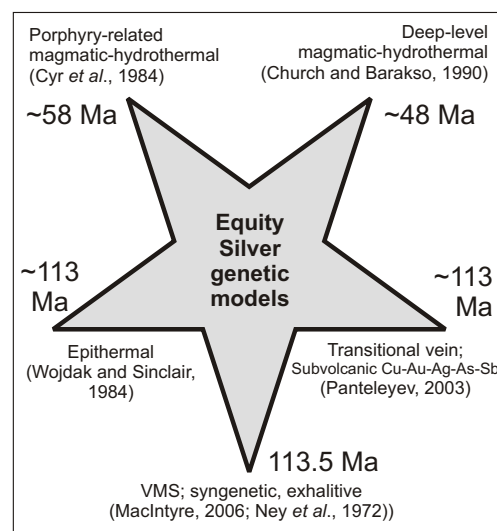 Porphyry-related
magmatic-hydrothermal
(Cyr et al., 1984)
~58 Ma
Deep-level
magmatic-hydrothermal
(Church and Barakso, 1990)
~48 Ma
Equity
Silver
genetic
models
~113
Ma
Epithermal
(Wojdak and Sinclair,
1984)
~113
Ma
Transitional vein;
Subvolcanic Cu-Au-Ag-As-Sb
(Panteleyev, 2003)
113.5 Ma
VMS; syngenetic, exhalitive
(MacIntyre, 2006; Ney et al., 1972))